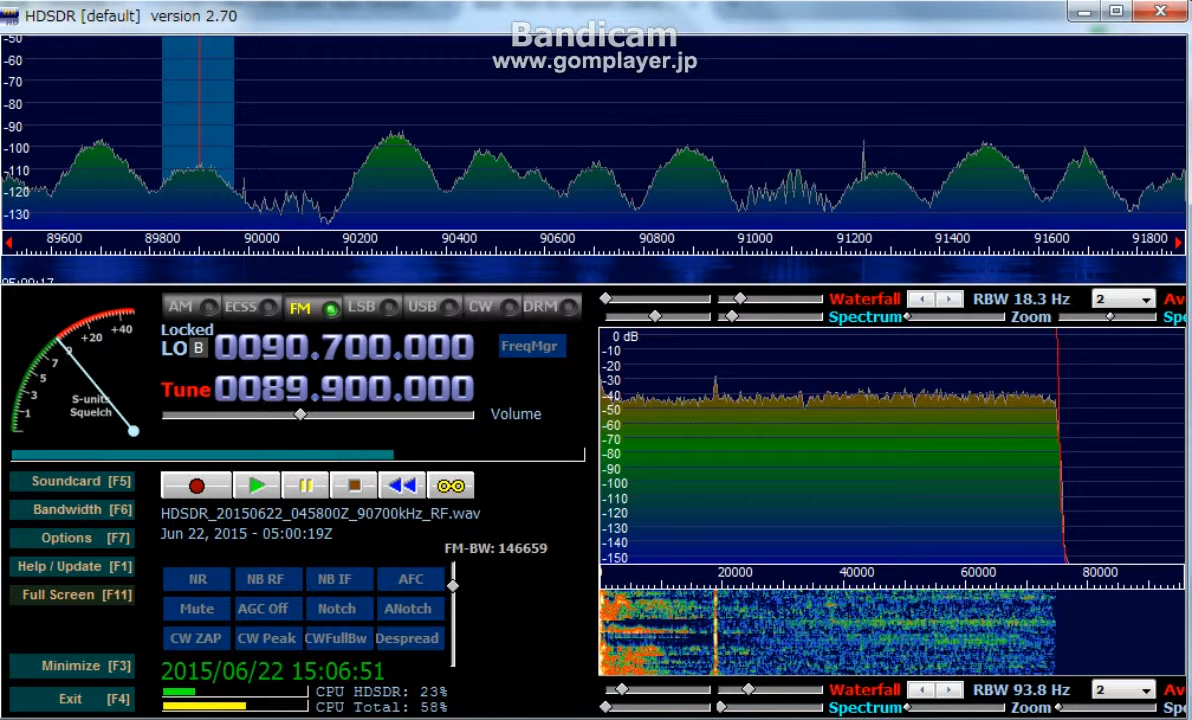 HDSDR [default] version 2.70
Bandicam
www.gomplayer.jp
-50
-60
-70
-80
-90
-100
-110
-120
-130
89600 89800 90000 90200 90400 90600 90800 91000 91200 91400 91600 91800
05:00:17
AM ECSS FM LSB USB CW DRM
Locked
LO B 0090.700.000 FreqMgr
Tune 0089.900.000
Volume
1 3 5 7 9 +20 +40
S-units
Squelch
Waterfall RBW 18.3 Hz 2
Spectrum Zoom
Soundcard [F5]
Bandwidth [F6]
Options [F7]
Help / Update [F1]
Full Screen [F11]
Minimize [F3]
Exit [F4]
HDSDR_20150622_045800Z_90700kHz_RF.wav
Jun 22, 2015 - 05:00:19Z
FM-BW: 146659
NR NB RF NB IF AFC
Mute AGC Off Notch ANotch
CW ZAP CW Peak CWFullBw Despread
2015/06/22 15:06:51
CPU HDSDR: 23%
CPU Total: 58%
0 dB
-10
-20
-30
-40
-50
-60
-70
-80
-90
-100
-110
-120
-130
-140
-150
20000 40000 60000 80000
Waterfall RBW 93.8 Hz 2
Spectrum Zoom